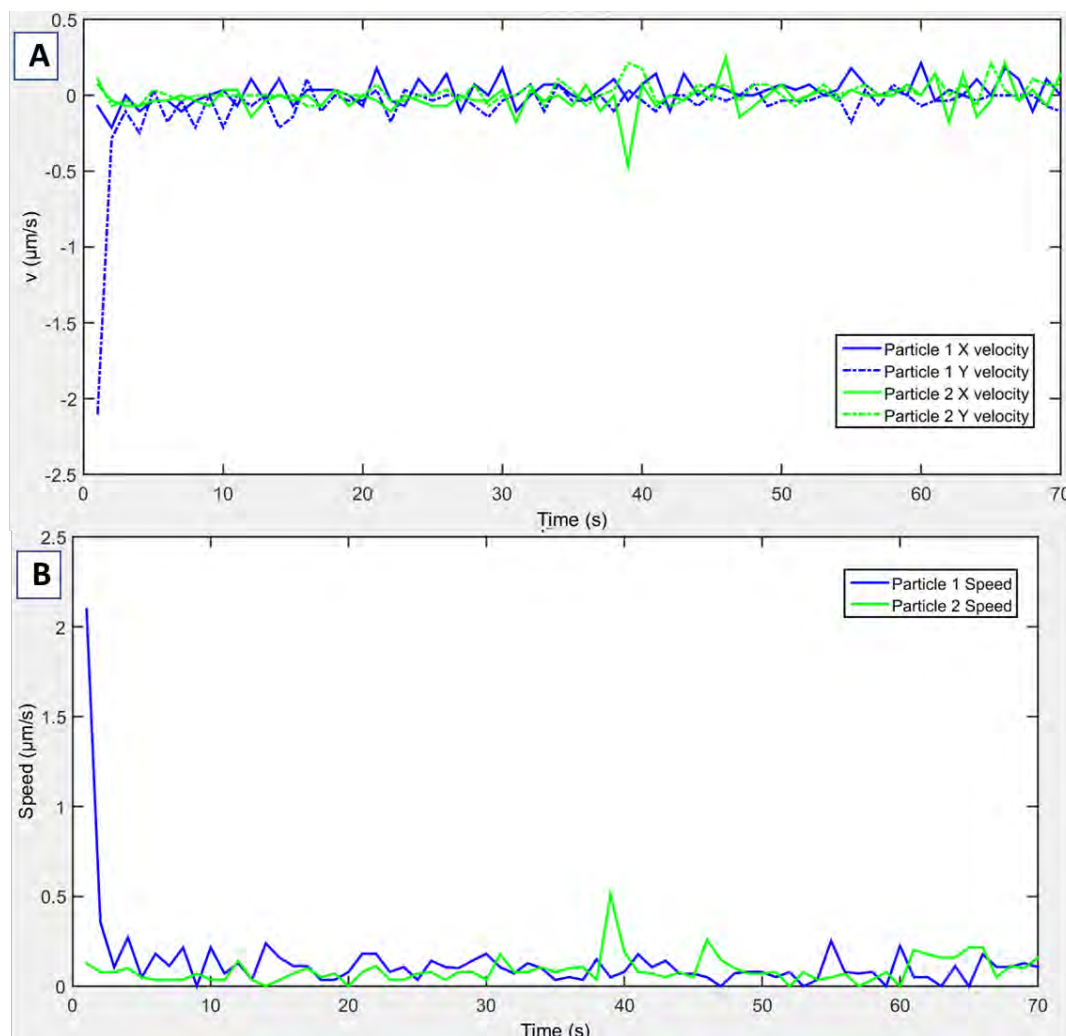 A
0.5
0
-0.5
-1
-1.5
-2
-2.5
v (μm/s)
Particle 1 X velocity
Particle 1 Y velocity
Particle 2 X velocity
Particle 2 Y velocity
0 10 20 30 40 50 60 70
Time (s)
B
2.5
2
1.5
1
0.5
0
Speed (μm/s)
Particle 1 Speed
Particle 2 Speed
10 20 30 40 50 60 70
0
Time (s)